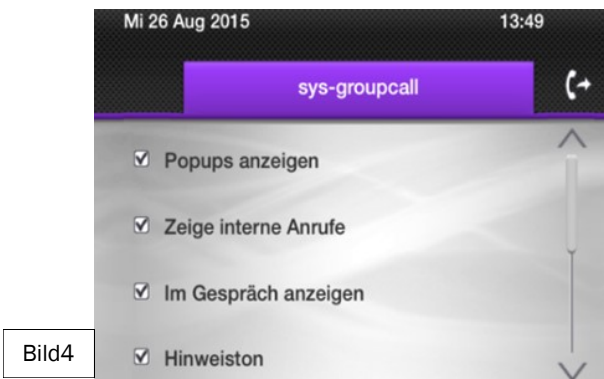 Mi 26 Aug 2015 13:49
sys-groupcall
Popups anzeigen
Zeige interne Anrufe
Im Gespräch anzeigen
Hinweiston
Bild4